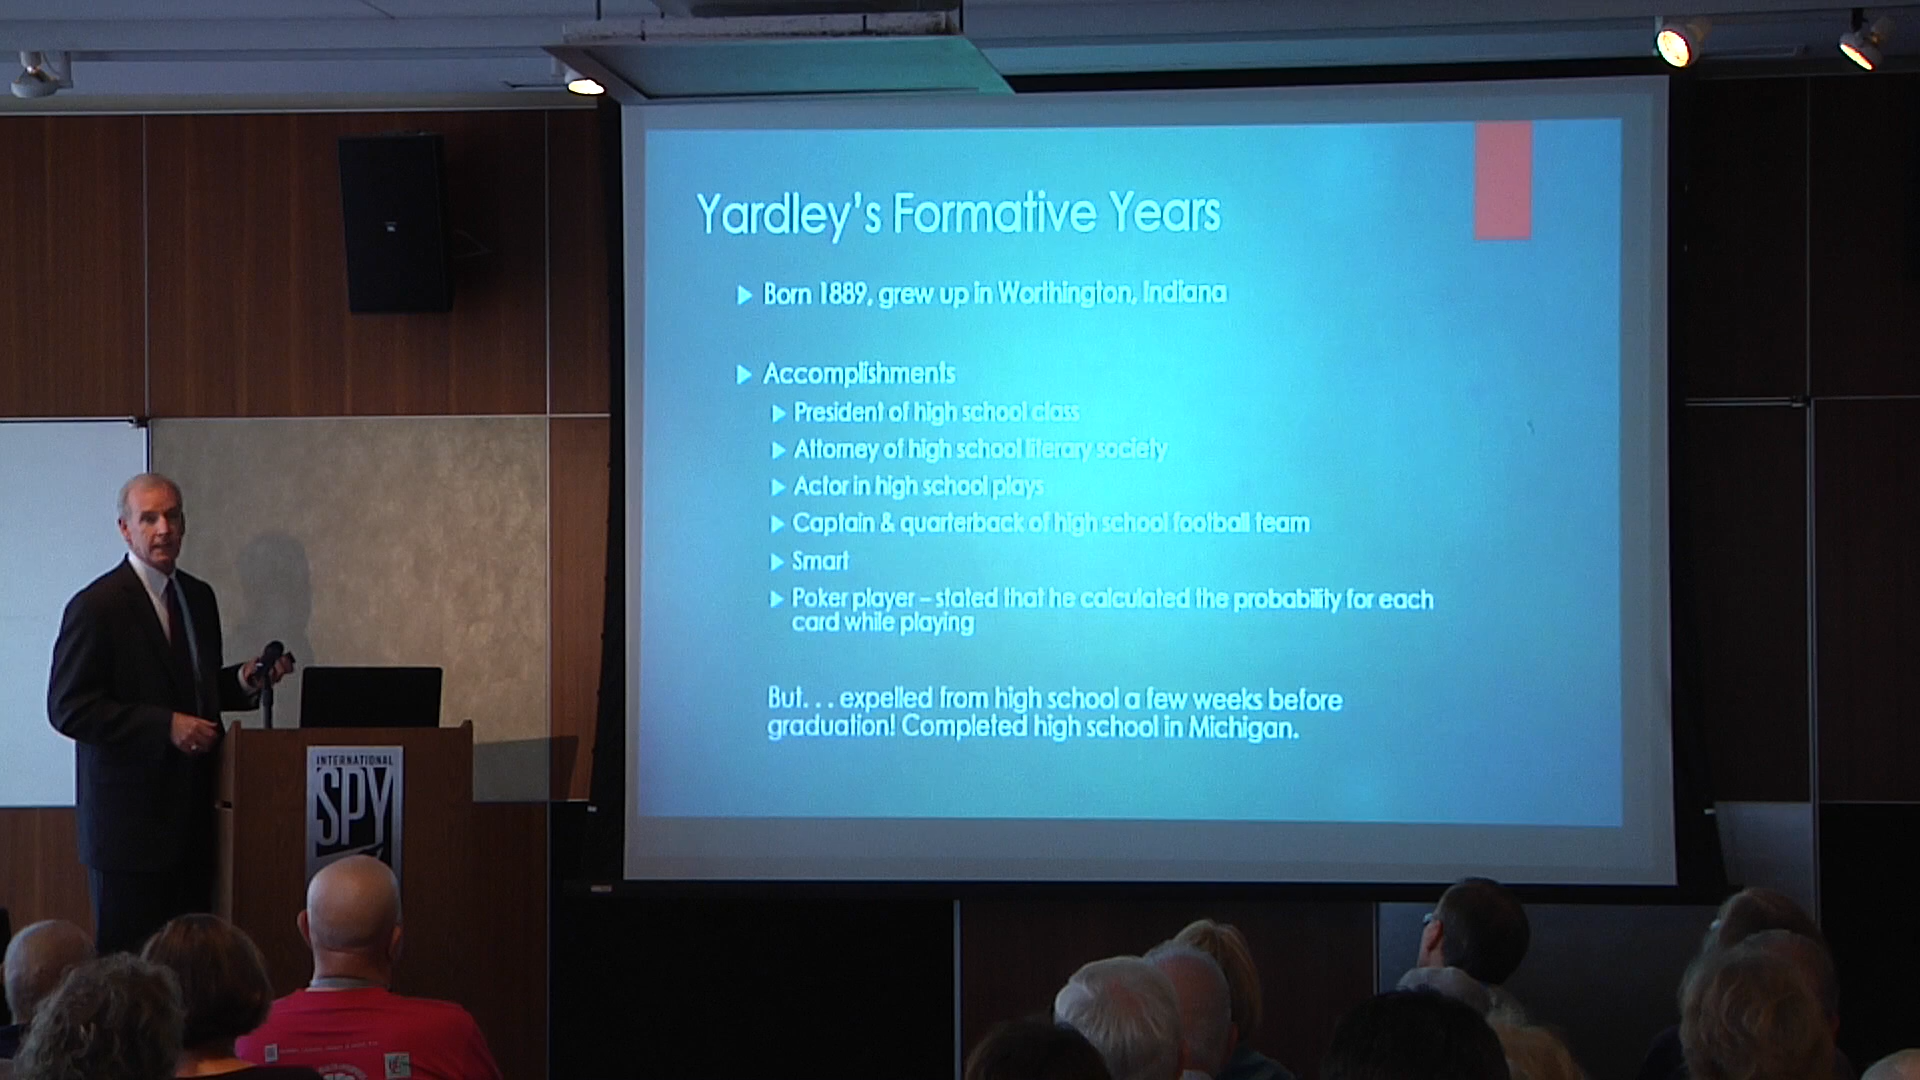 Yardley's Formative Years
Born 1889, grew up in Worthington, Indiana
Accomplishments
President of high school class
Attorney of high school literary society
Actor in high school plays
Captain & quarterback of high school football team
Smart
Poker player – stated that he calculated the probability for each
card while playing
But. . . expelled from high school a few weeks before
graduation! Completed high school in Michigan.
INTERNATIONAL
SPY